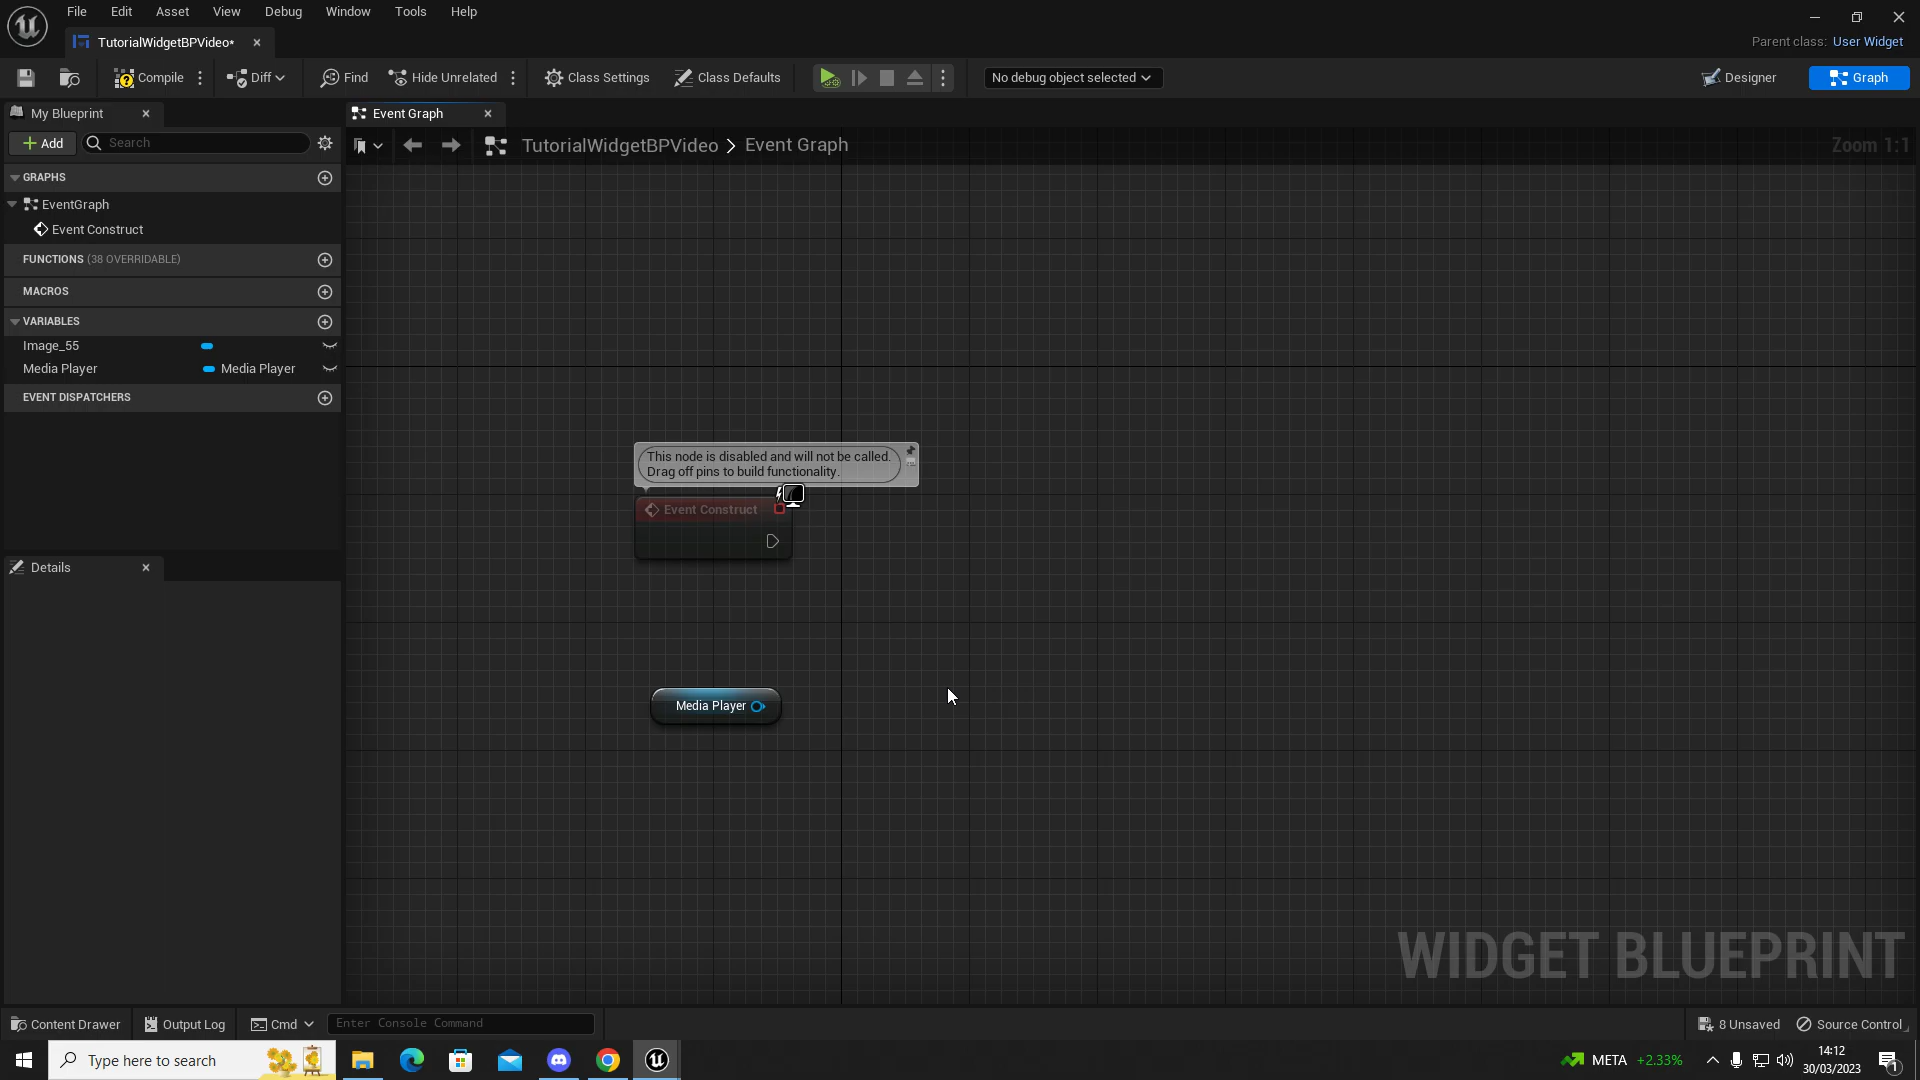 File Edit Asset View Debug Window Tools Help
TutorialWidgetBPVideo*
Parent class: User Widget
Compile Diff Find Hide Unrelated Class Settings Class Defaults No debug object selected Designer Graph
My Blueprint Event Graph
Add Search TutorialWidgetBPVideo Event Graph Zoom 1:1
GRAPHS
EventGraph
Event Construct
FUNCTIONS (38 OVERRIDABLE)
MACROS
VARIABLES
Image_55
Media Player Media Player
EVENT DISPATCHERS
This node is disabled and will not be called.
Drag off pins to build functionality.
Event Construct
Details
Media Player
WIDGET BLUEPRINT
Content Drawer Output Log Cmd Enter Console Command 8 Unsaved Source Control
Type here to search META +2.33% 14:12
30/03/2023 1